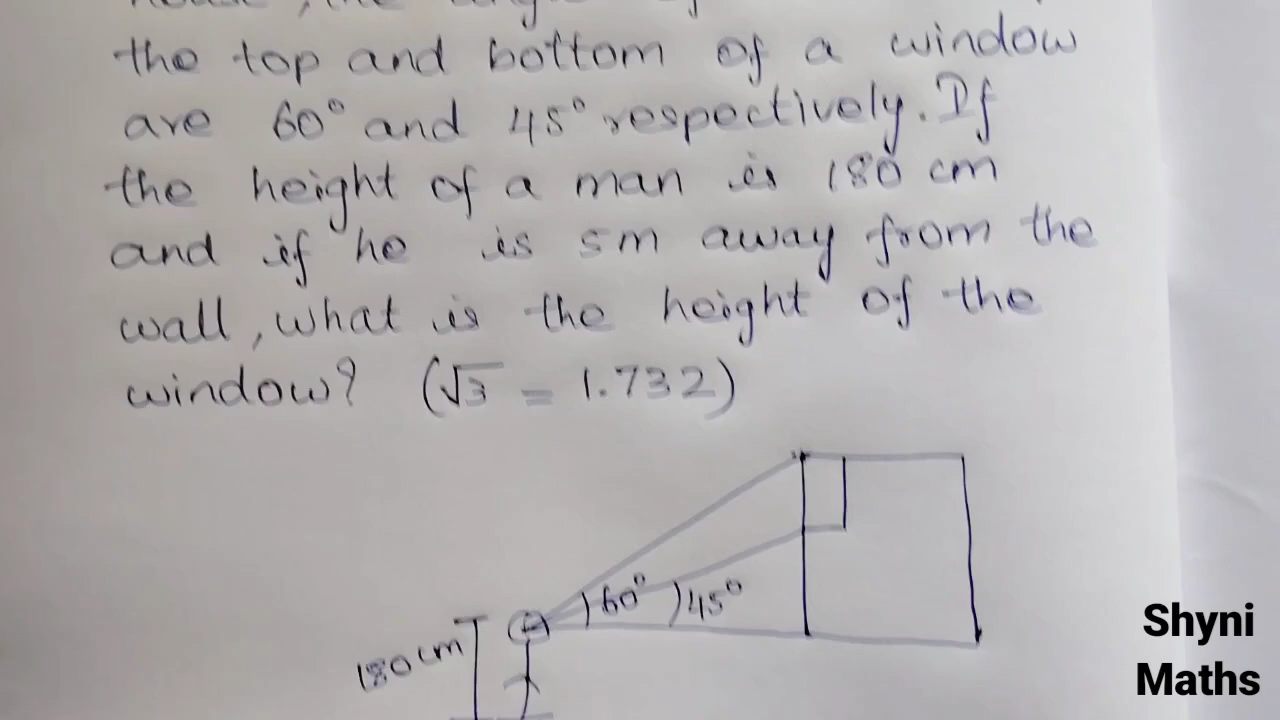 the top and bottom of a window
are 60° and 45° respectively. If
the height of a man is 180 cm
and if he is 5m away from the
wall, what is the height of the
window? (√3 = 1.732)
60° 45°
180cm
Shyni
Maths